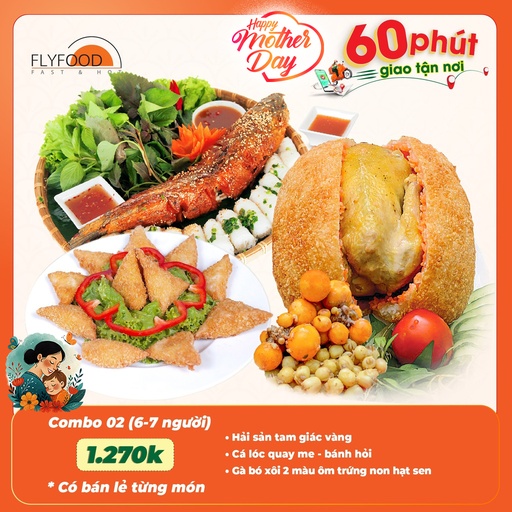 FLYFOOD
FAST & HOT
Happy
Mother
Day
60phút
giao tận nơi
Combo 02 (6-7 người)
1.270k
* Có bán lẻ từng món
• Hải sản tam giác vàng
• Cá lóc quay me - bánh hỏi
• Gà bó xôi 2 màu ôm trứng non hạt sen